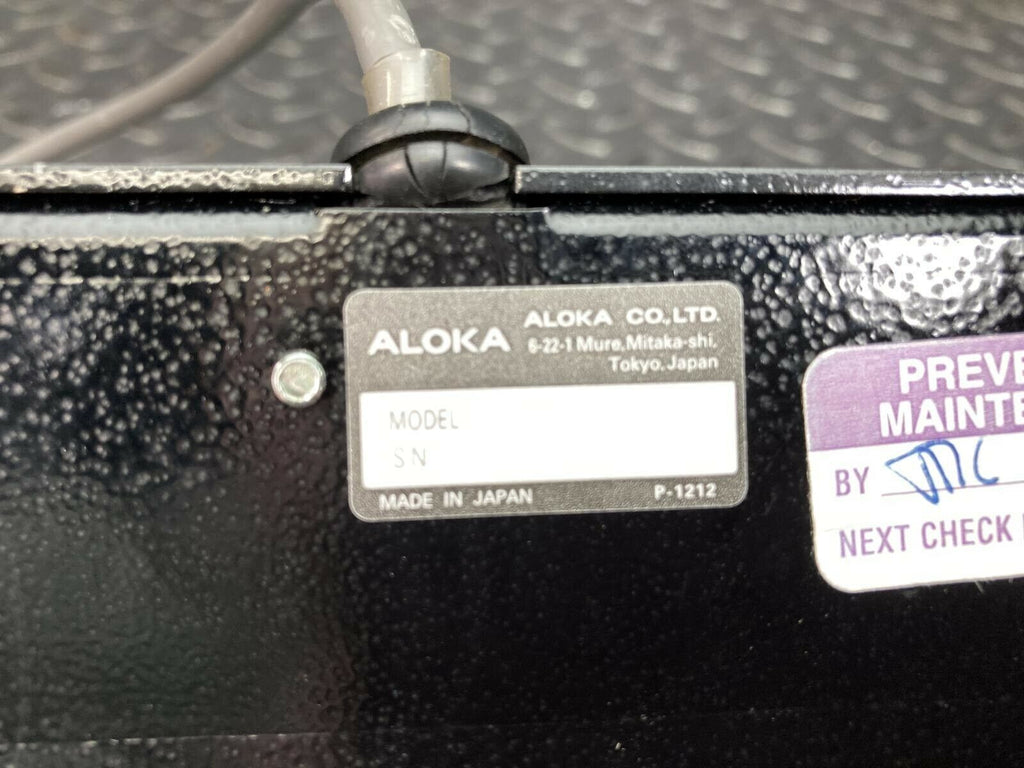 ALOKA
ALOKA CO.,LTD.
6-22-1 Mure, Mitaka-shi,
Tokyo, Japan
MODEL
SN
MADE IN JAPAN
P-1212
PREVE
MAINTE
BY
NEXT CHECK